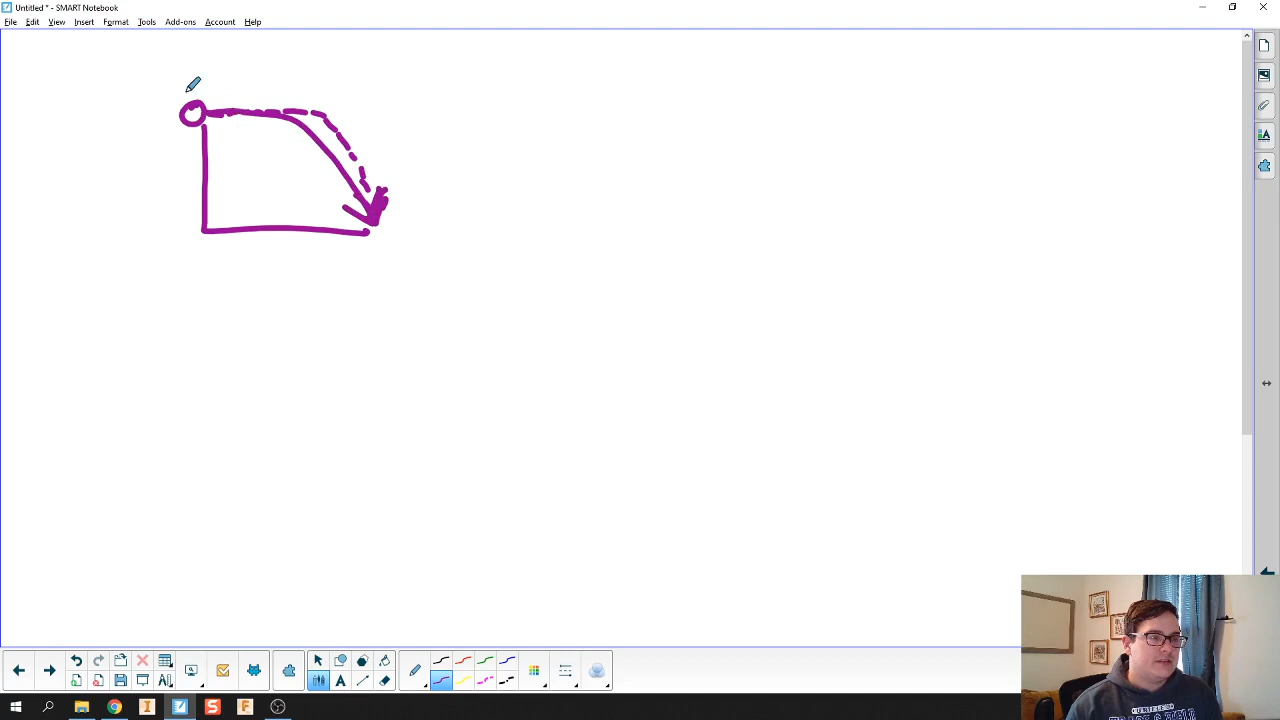 Untitled * - SMART Notebook
File Edit View Insert Format Tools Add-ons Account Help